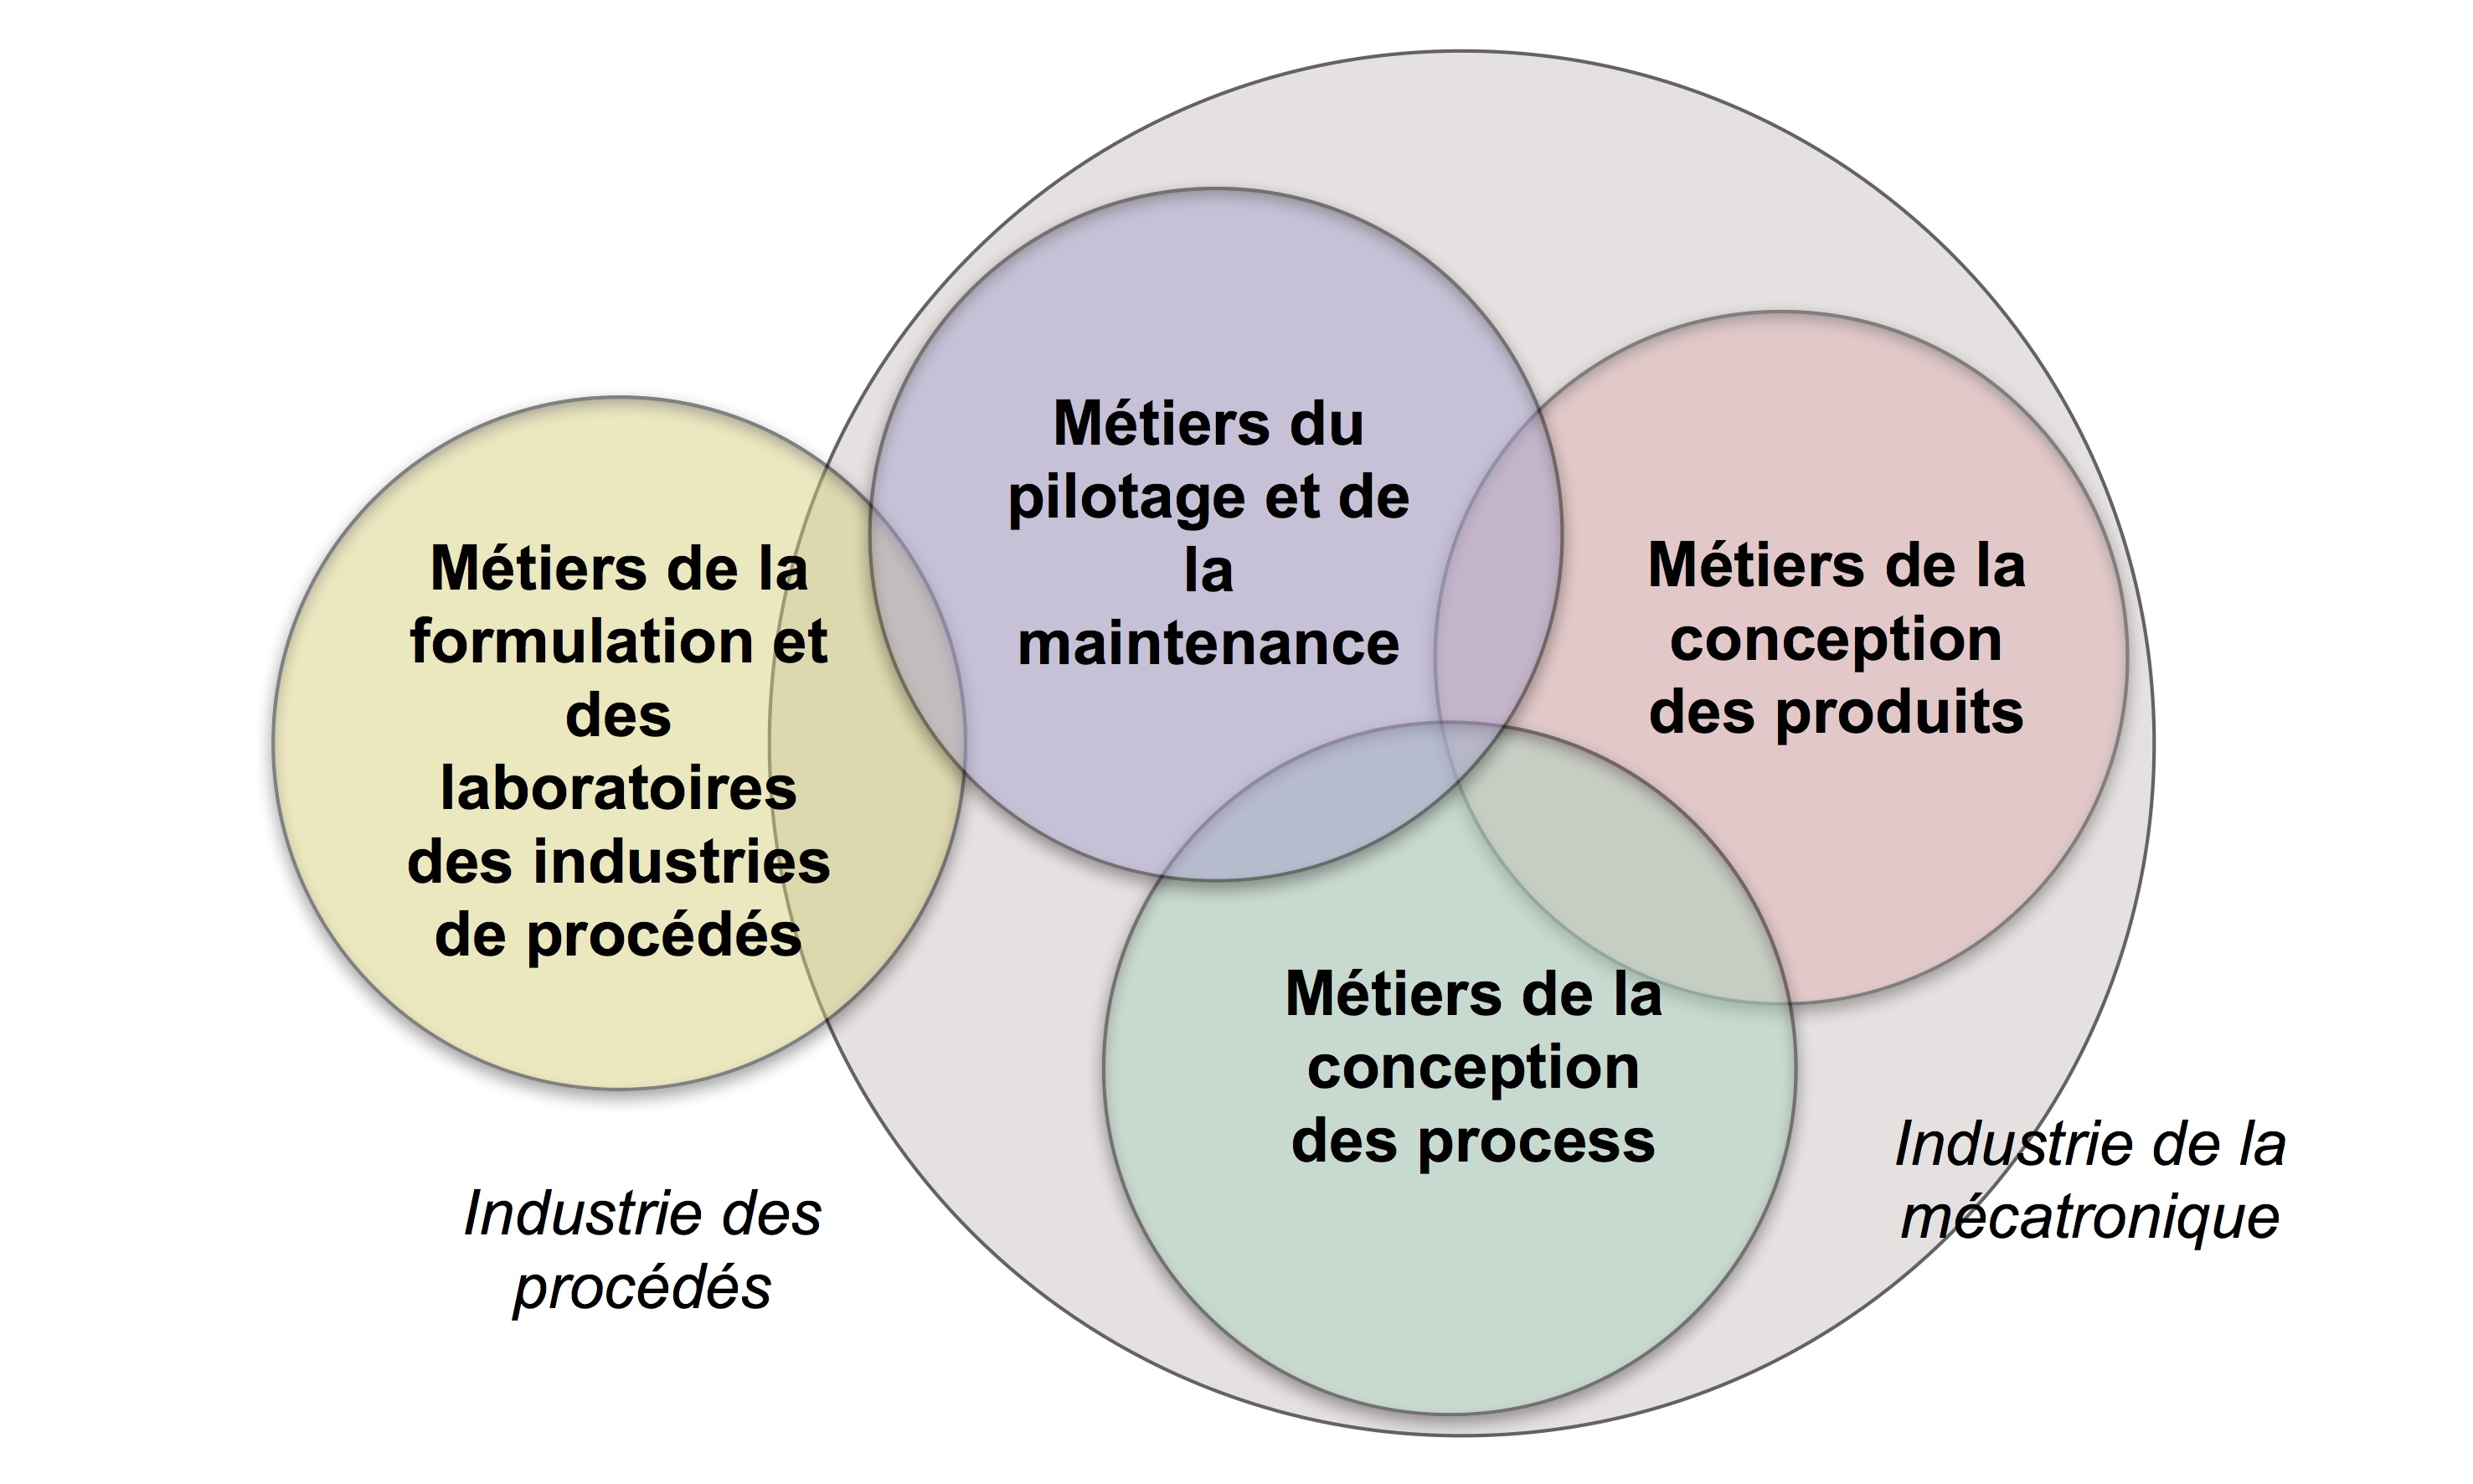 Métiers du
pilotage et de
la
maintenance
Métiers de la
formulation et
des
laboratoires
des industries
de procédés
Métiers de la
conception
des produits
Métiers de la
conception
des process
Industrie des
procédés
Industrie de la
mécatronique